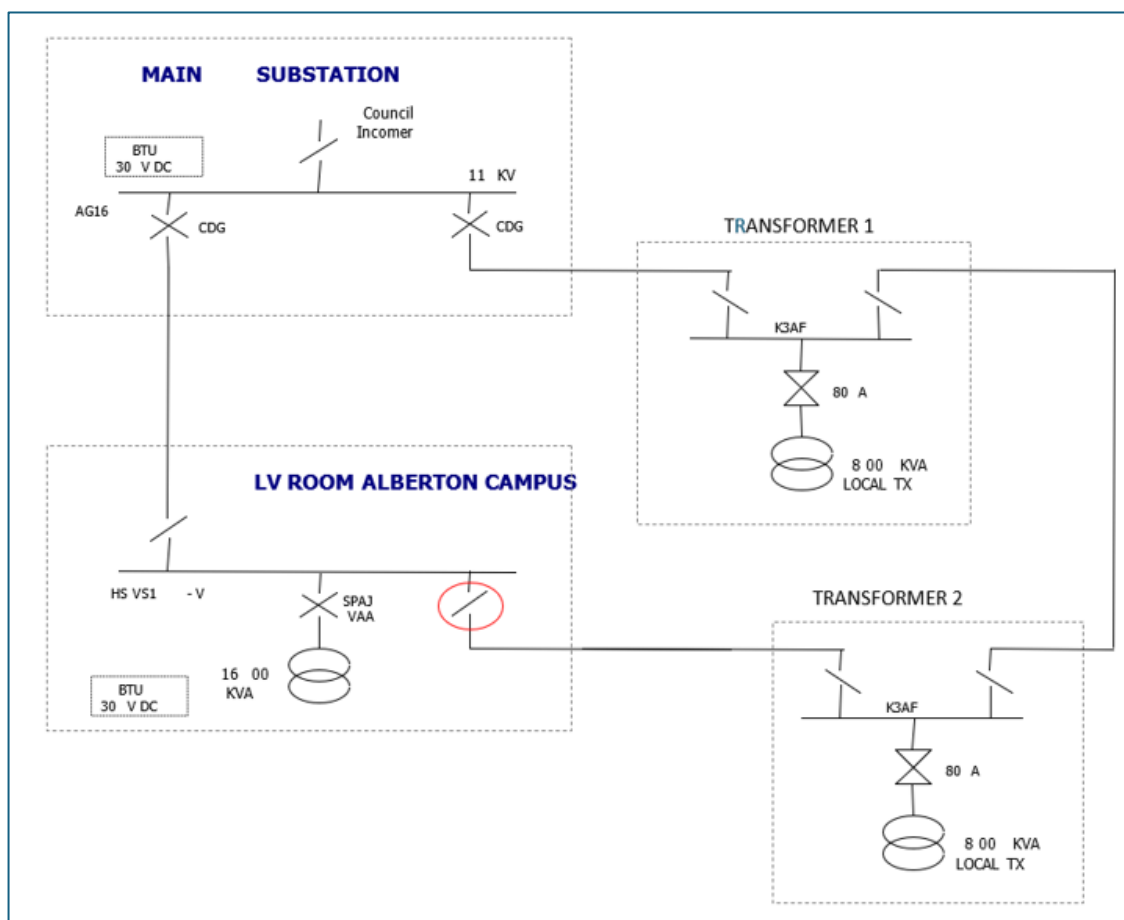 MAIN SUBSTATION
Council
Incomer
BTU
30 V DC
11 KV
AG16
CDG
CDG
TRANSFORMER 1
K3AF
80 A
8 00 KVA
LOCAL TX
LV ROOM ALBERTON CAMPUS
HS VS1 - V
SPAJ
VAA
16 00
KVA
BTU
30 V DC
TRANSFORMER 2
K3AF
80 A
8 00 KVA
LOCAL TX